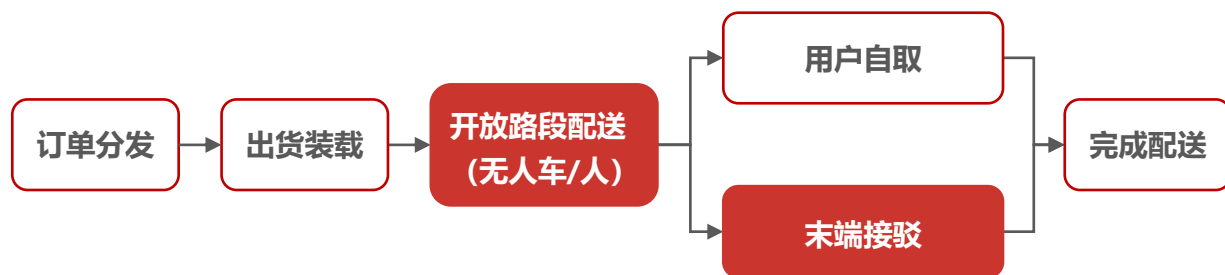 订单分发
出货装载
开放路段配送
（无人车/人）
用户自取
末端接驳
完成配送